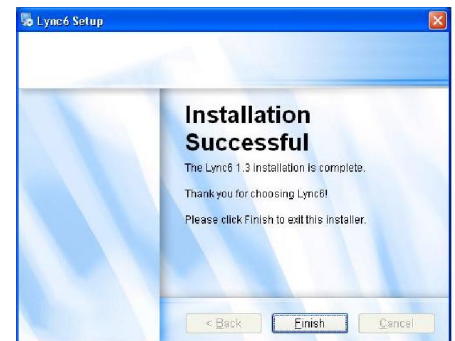 Lync6 Setup
Installation
Successful
The Lync6 1.3 installation is complete.
Thank you for choosing Lync6!
Please click Finish to exit this installer.
< Back
Finish
Cancel